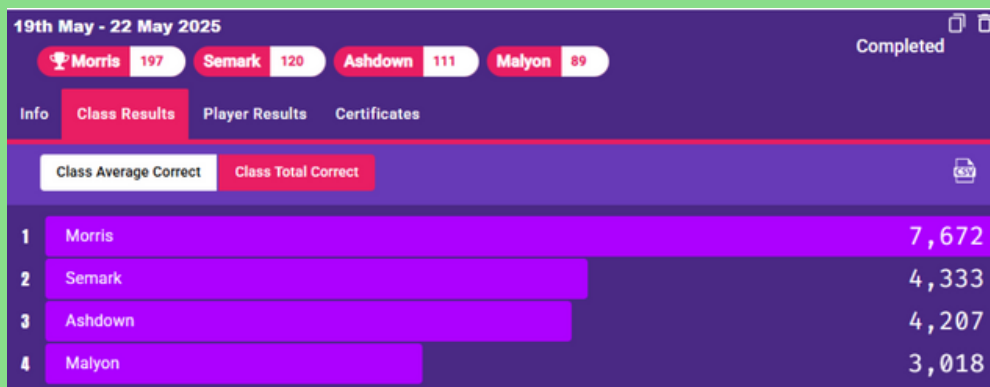 19th May - 22 May 2025
Completed
Morris 197 Semark 120 Ashdown 111 Malyon 89
Info Class Results Player Results Certificates
Class Average Correct Class Total Correct
CSV
1 Morris 7,672
2 Semark 4,333
3 Ashdown 4,207
4 Malyon 3,018